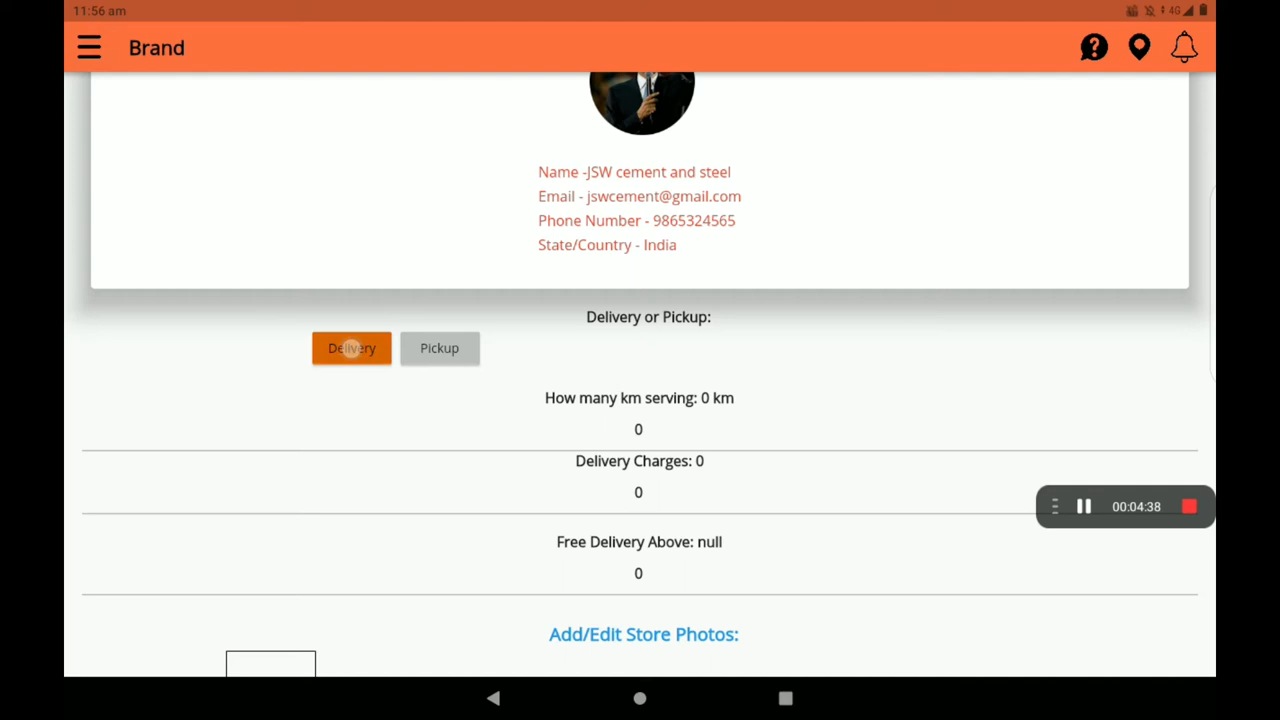 11:56 am
4G
Brand
Name -JSW cement and steel
Email - jswcement@gmail.com
Phone Number - 9865324565
State/Country - India
Delivery or Pickup:
Delivery Pickup
How many km serving: 0 km
0
Delivery Charges: 0
0
00:04:38
Free Delivery Above: null
0
Add/Edit Store Photos: